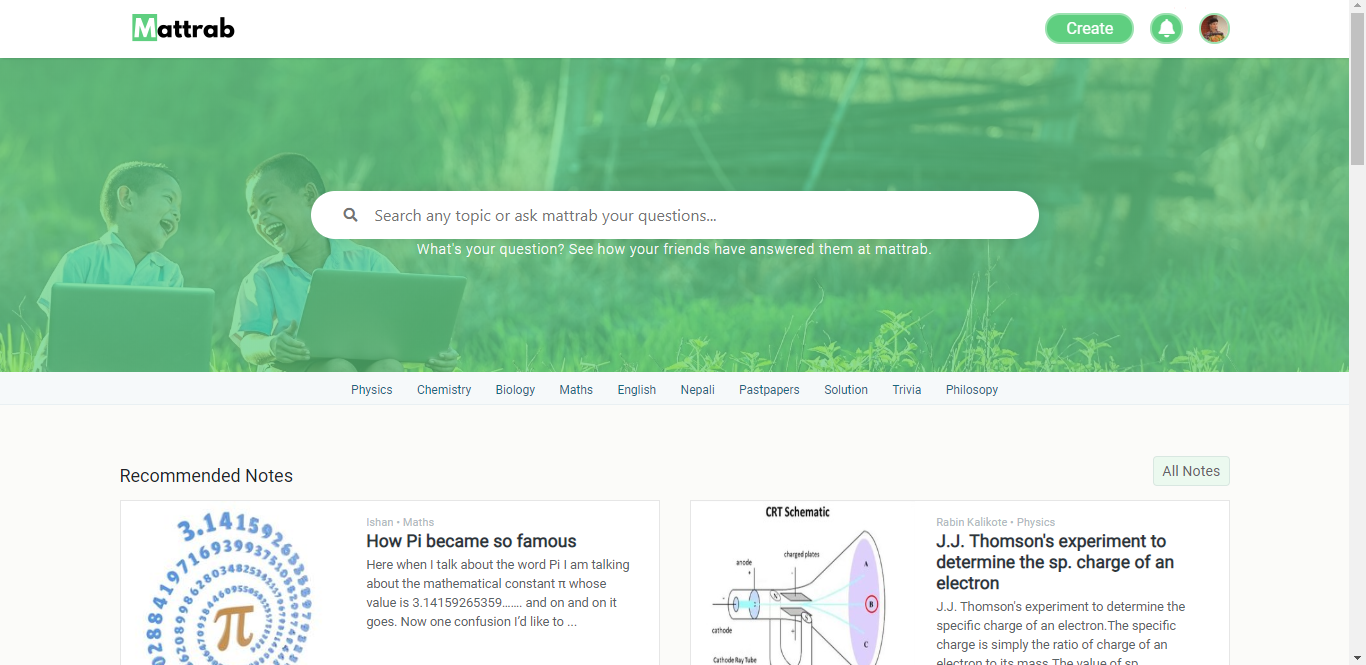 Mattrab
Create
Search any topic or ask mattrab your questions...
What's your question? See how your friends have answered them at mattrab.
Physics Chemistry Biology Maths English Nepali Pastpapers Solution Trivia Philosopy
Recommended Notes
All Notes
3.14159
π
Ishan • Maths
How Pi became so famous
Here when I talk about the word Pi I am talking
about the mathematical constant π whose
value is 3.14159265359....... and on and on it
goes. Now one confusion I’d like to ...
CRT Schematic
charged plates
anode
+
-
A
B
C
-
+
cathode
Cathode Ray Tube
Rabin Kalikote • Physics
J.J. Thomson's experiment to
determine the sp. charge of an
electron
J.J. Thomson's experiment to determine the
specific charge of an electron.The specific
charge is simply the ratio of charge of an
electron to its mass.The value of sp.